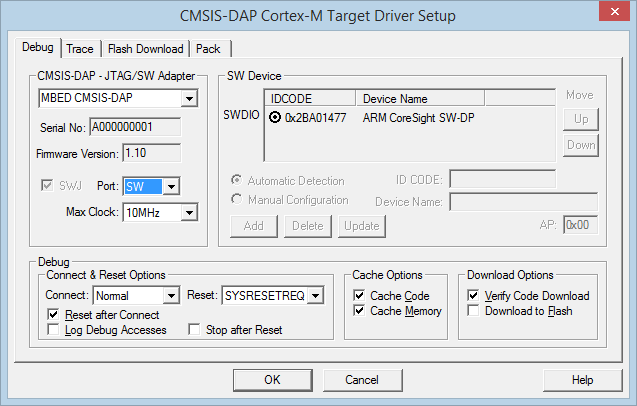 CMSIS-DAP Cortex-M Target Driver Setup
Debug Trace Flash Download Pack
CMSIS-DAP - JTAG/SW Adapter
MBED CMSIS-DAP
Serial No: A000000001
Firmware Version: 1.10
SWJ Port: SW
Max Clock: 10MHz
SW Device
IDCODE Device Name Move
SWDIO 0x2BA01477 ARM CoreSight SW-DP Up
Down
Automatic Detection ID CODE:
Manual Configuration Device Name:
Add Delete Update AP: 0x00
Debug
Connect & Reset Options
Connect: Normal Reset: SYSRESETREQ
Reset after Connect
Log Debug Accesses Stop after Reset
Cache Options
Cache Code
Cache Memory
Download Options
Verify Code Download
Download to Flash
OK Cancel Help